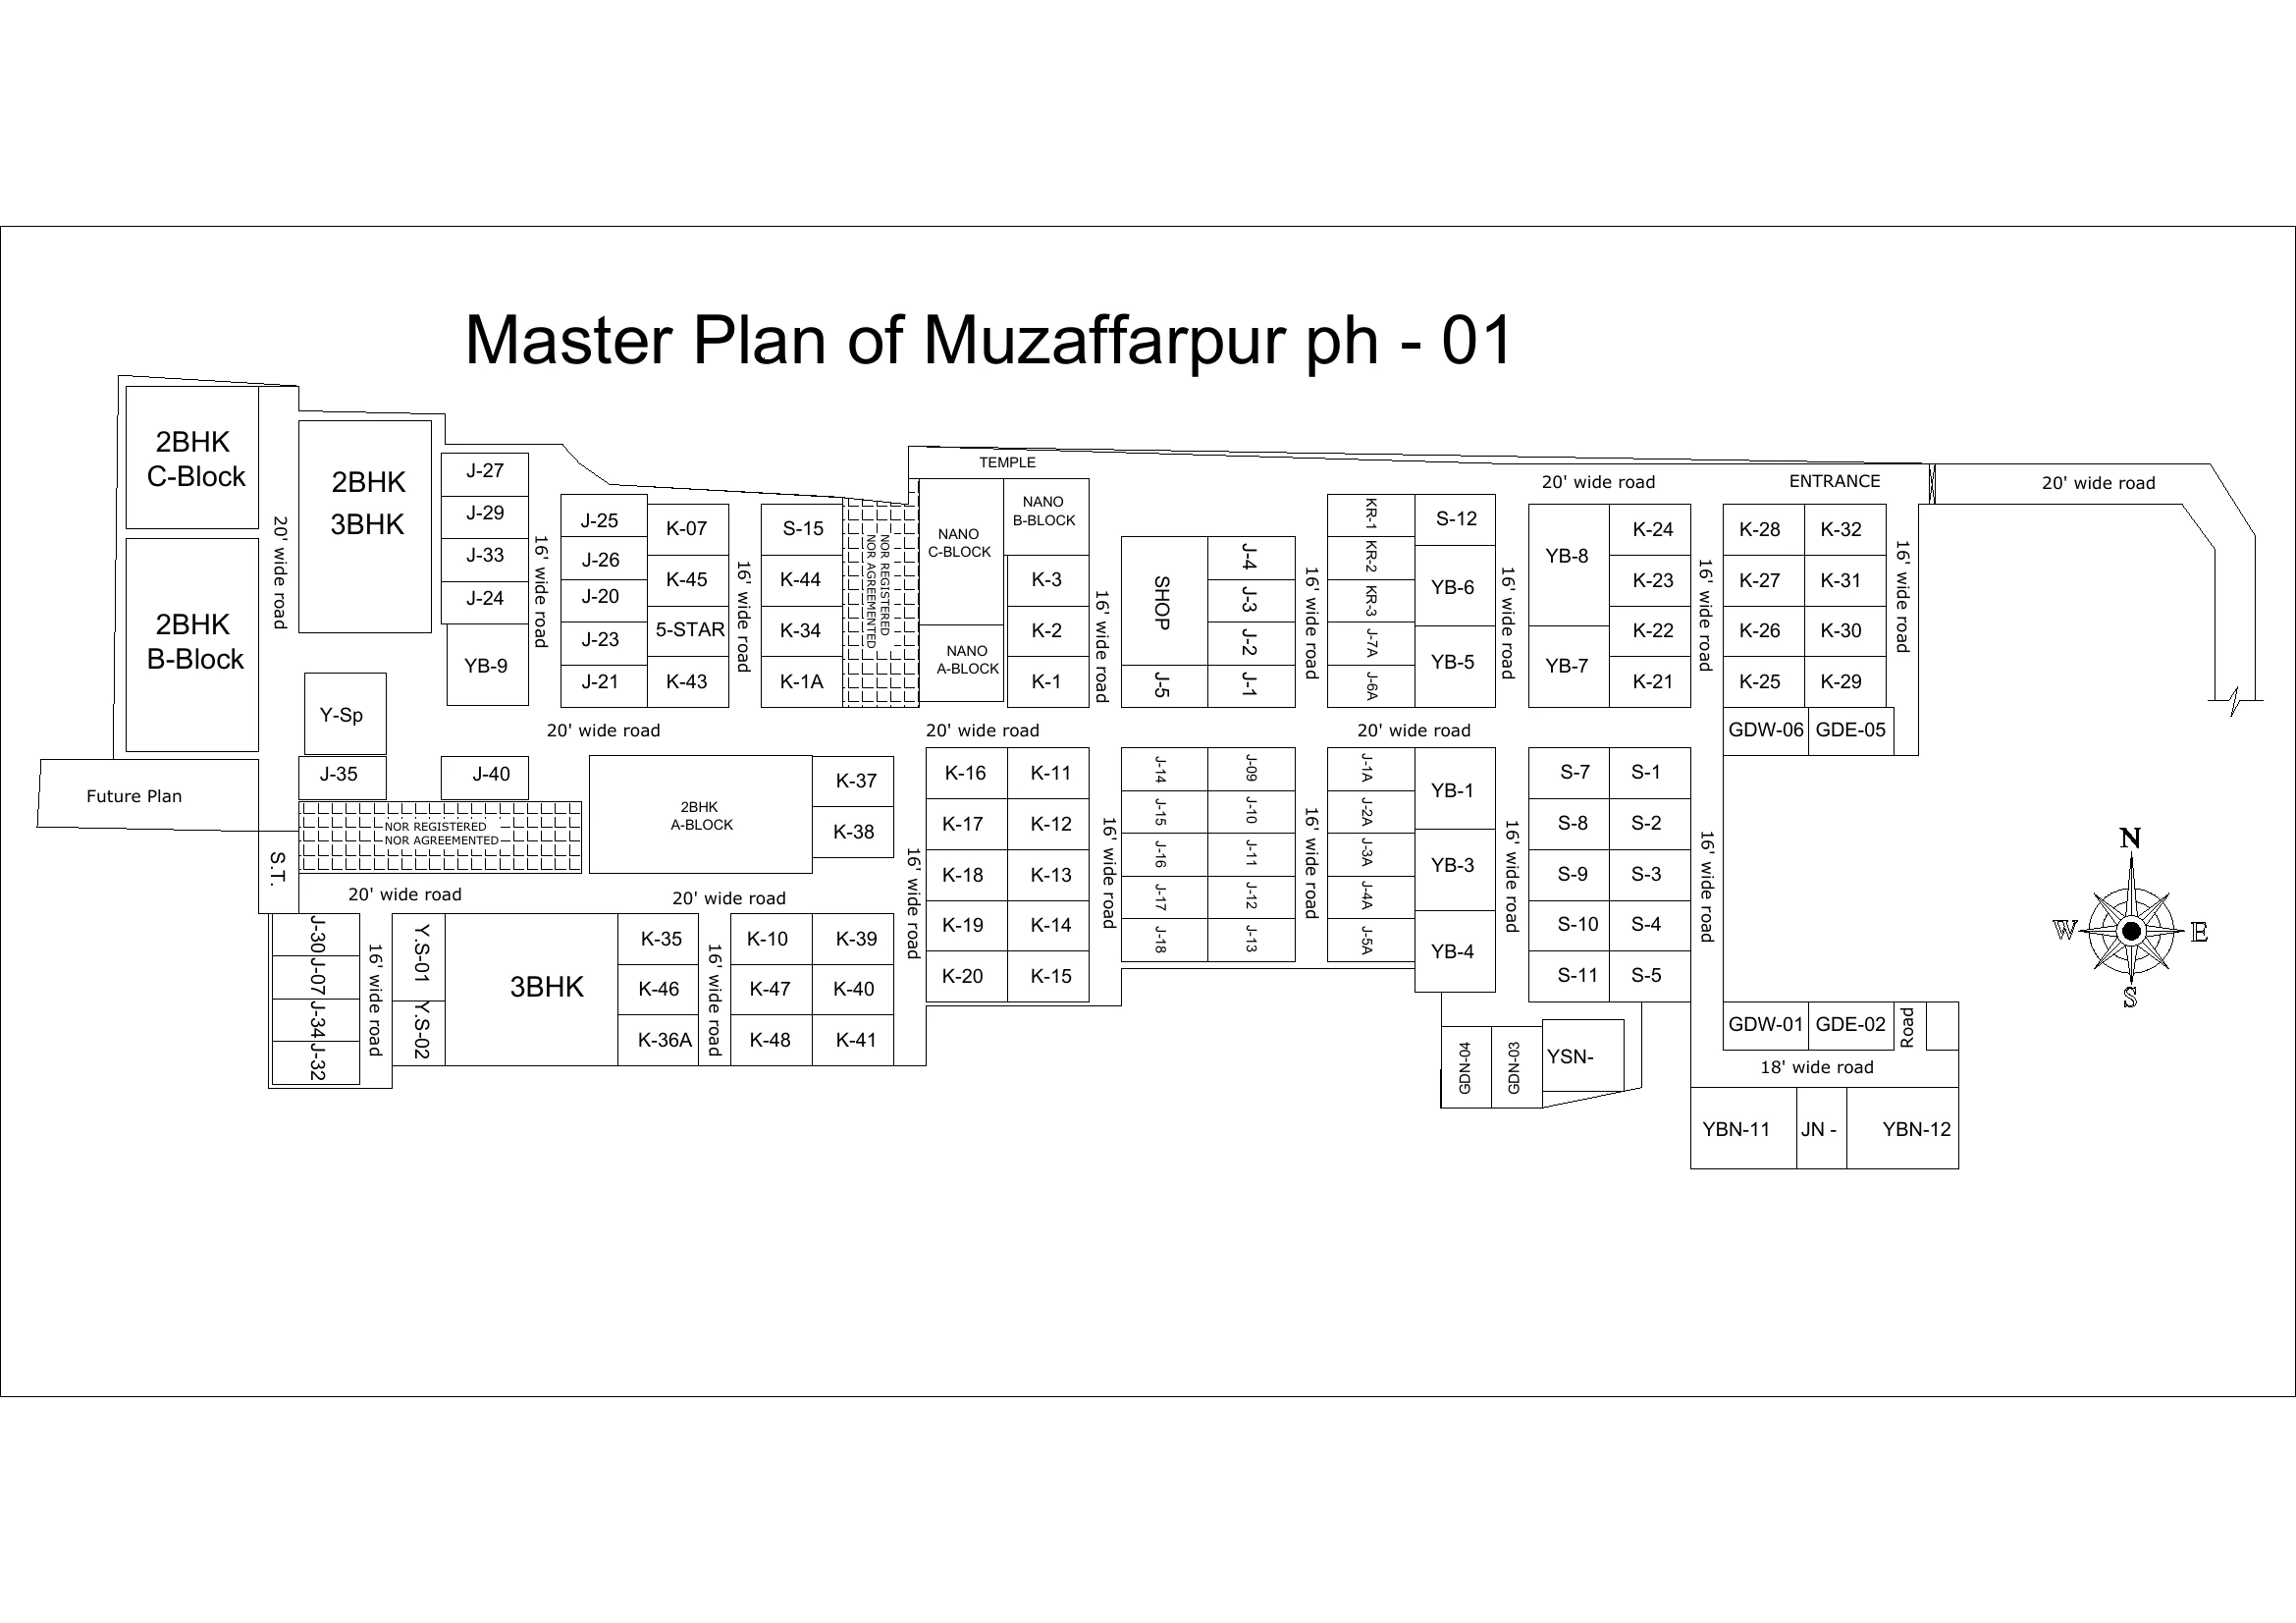 Master Plan of Muzaffarpur ph - 01
2BHK
C-Block
2BHK
B-Block
20' wide road
2BHK
3BHK
J-27
J-29
J-33
J-24
YB-9
16' wide road
J-25
J-26
J-20
J-23
J-21
K-07
K-45
5-STAR
K-43
16' wide road
S-15
K-44
K-34
K-1A
NOR REGISTERED
NOR AGREEMENTED
TEMPLE
NANO
C-BLOCK
NANO
B-BLOCK
NANO
A-BLOCK
K-3
K-2
K-1
16' wide road
SHOP
J-5
J-4
J-3
J-2
J-1
16' wide road
KR-1
KR-2
KR-3
J-7A
J-6A
S-12
YB-6
YB-5
16' wide road
20' wide road
YB-8
YB-7
K-24
K-23
K-22
K-21
16' wide road
ENTRANCE
K-28
K-32
K-27
K-31
K-26
K-30
K-25
K-29
GDW-06
GDE-05
16' wide road
20' wide road
Y-Sp
20' wide road
20' wide road
20' wide road
Future Plan
S.T.
J-35
J-40
NOR REGISTERED
NOR AGREEMENTED
2BHK
A-BLOCK
K-37
K-38
20' wide road
20' wide road
J-30
J-07
J-34
J-32
16' wide road
Y.S-01
Y.S-02
3BHK
K-35
K-46
K-36A
16' wide road
K-10
K-39
K-47
K-40
K-48
K-41
16' wide road
K-16
K-11
K-17
K-12
K-18
K-13
K-19
K-14
K-20
K-15
16' wide road
J-14
J-09
J-15
J-10
J-16
J-11
J-17
J-12
J-18
J-13
16' wide road
J-1A
J-2A
J-3A
J-4A
J-5A
YB-1
YB-3
YB-4
16' wide road
S-7
S-1
S-8
S-2
S-9
S-3
S-10
S-4
S-11
S-5
16' wide road
GDN-04
GDN-03
YSN-
GDW-01
GDE-02
Road
18' wide road
YBN-11
JN -
YBN-12
N
W
E
S